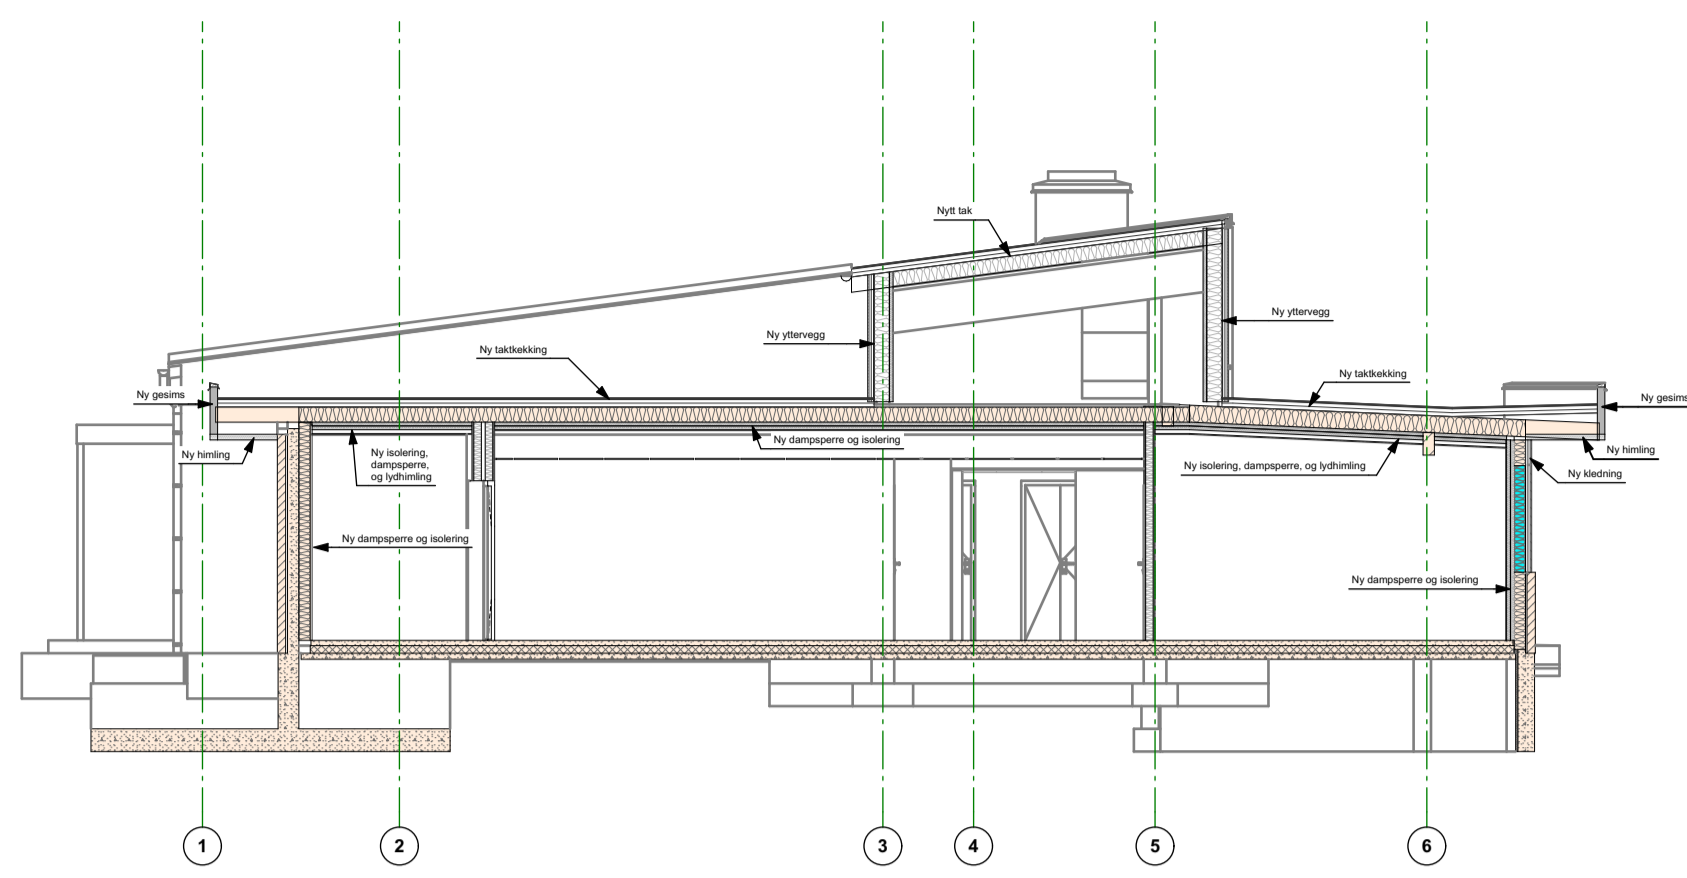 Nytt tak
Ny yttervegg
Ny yttervegg
Ny taktkekking
Ny taktkekking
Ny gesims
Ny gesims
Ny himling
Ny isolering,
dampsperre,
og lydhimling
Ny dampsperre og isolering
Ny isolering, dampsperre, og lydhimling
Ny himling
Ny kledning
Ny dampsperre og isolering
Ny dampsperre og isolering
1
2
3
4
5
6